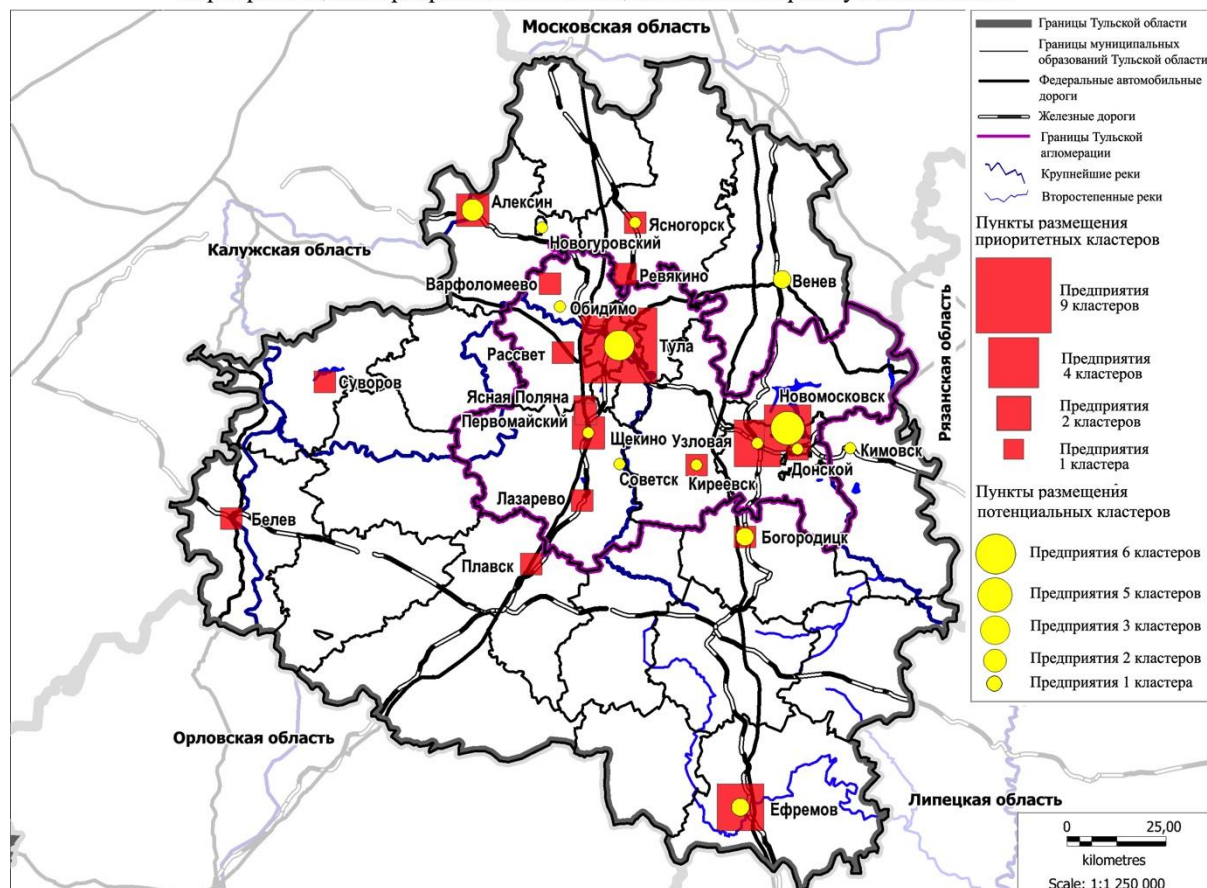 Московская область
Калужская область
Рязанская область
Орловская область
Липецкая область
Алексин
Новогуровский
Ясногорск
Ревякино
Варфоломеево
Обидимо
Венев
Тула
Рассвет
Суворов
Ясная Поляна
Первомайский
Щекино
Новомосковск
Узловая
Донской
Кимовск
Советск
Киреевск
Лазарево
Белев
Плавск
Богородицк
Ефремов
Границы Тульской области
Границы муниципальных
образований Тульской области
Федеральные автомобильные
дороги
Железные дороги
Границы Тульской
агломерации
Крупнейшие реки
Второстепенные реки
Пункты размещения
приоритетных кластеров
Предприятия
9 кластеров
Предприятия
4 кластеров
Предприятия
2 кластеров
Предприятия
1 кластера
Пункты размещения
потенциальных кластеров
Предприятия 6 кластеров
Предприятия 5 кластеров
Предприятия 3 кластеров
Предприятия 2 кластеров
Предприятия 1 кластера
0 25,00
kilometres
Scale: 1:1 250 000